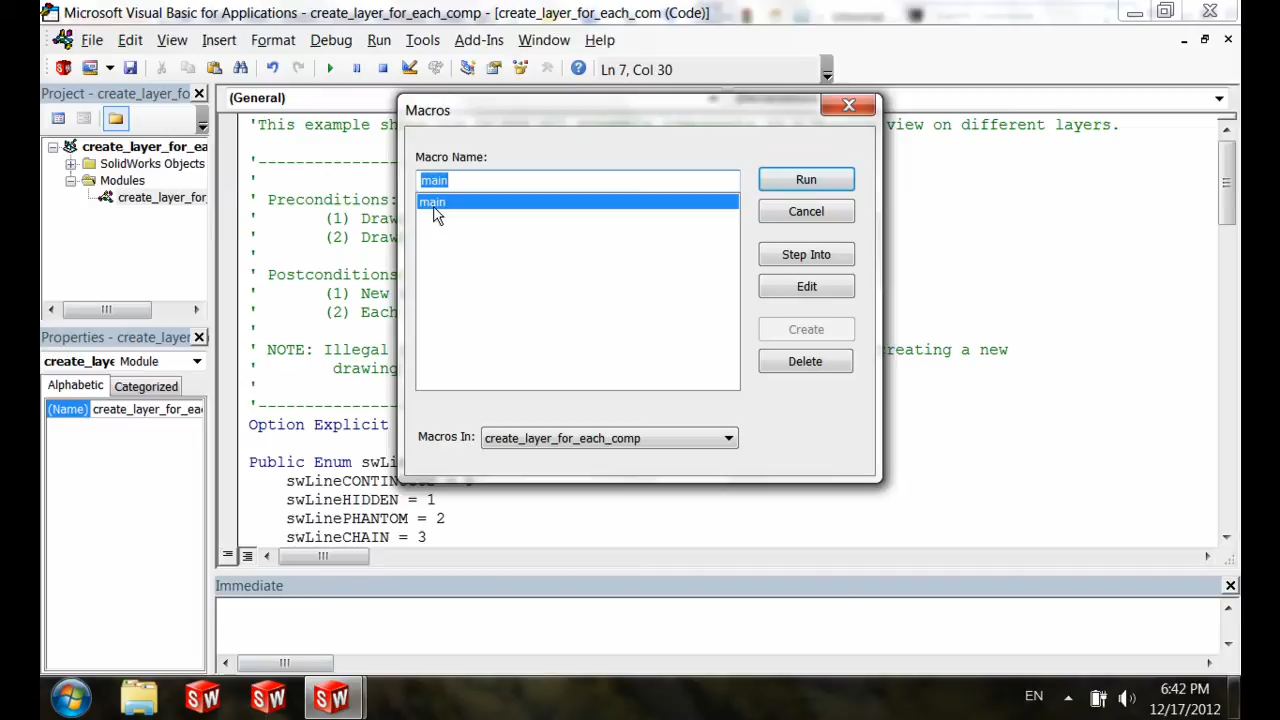 Microsoft Visual Basic for Applications - create_layer_for_each_comp - [create_layer_for_each_com (Code)]
File Edit View Insert Format Debug Run Tools Add-Ins Window Help
Ln 7, Col 30
Project - create_layer_fo
create_layer_for_ea
SolidWorks Objects
Modules
create_layer_for_
Properties - create_layer
create_laye Module
Alphabetic Categorized
(Name) create_layer_for_ea
(General)
'This example sh view on different layers.
'
'
' Preconditions:
' (1) Draw
' (2) Draw
'
' Postconditions
' (1) New
' (2) Each
'
' NOTE: Illegal creating a new
' drawing
'
'
Option Explicit
Public Enum swLi
swLineCONTIN
swLineHIDDEN = 1
swLinePHANTOM = 2
swLineCHAIN = 3
Macros
Macro Name:
main
main
Run
Cancel
Step Into
Edit
Create
Delete
Macros In: create_layer_for_each_comp
Immediate
SW SW SW
EN
6:42 PM
12/17/2012